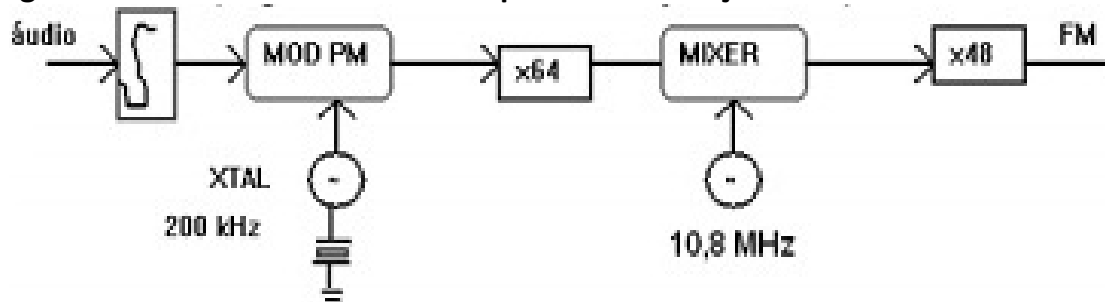 áudio
MOD PM
x64
MIXER
x48
FM
XTAL
200 kHz
10,8 MHz